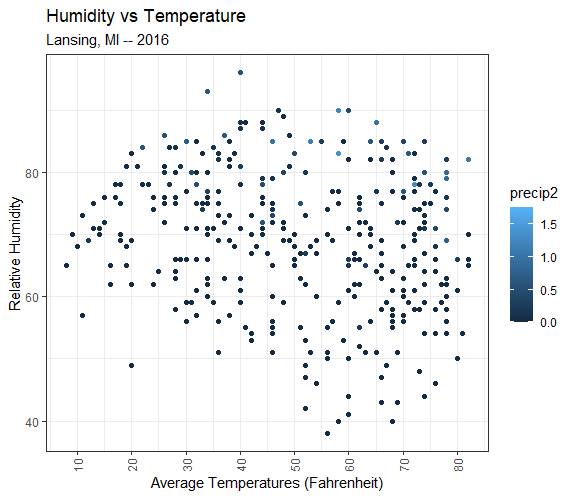 Humidity vs Temperature
Lansing, MI -- 2016
Relative Humidity
80
60
40
10 20 30 40 50 60 70 80
Average Temperatures (Fahrenheit)
precip2
1.5
1.0
0.5
0.0